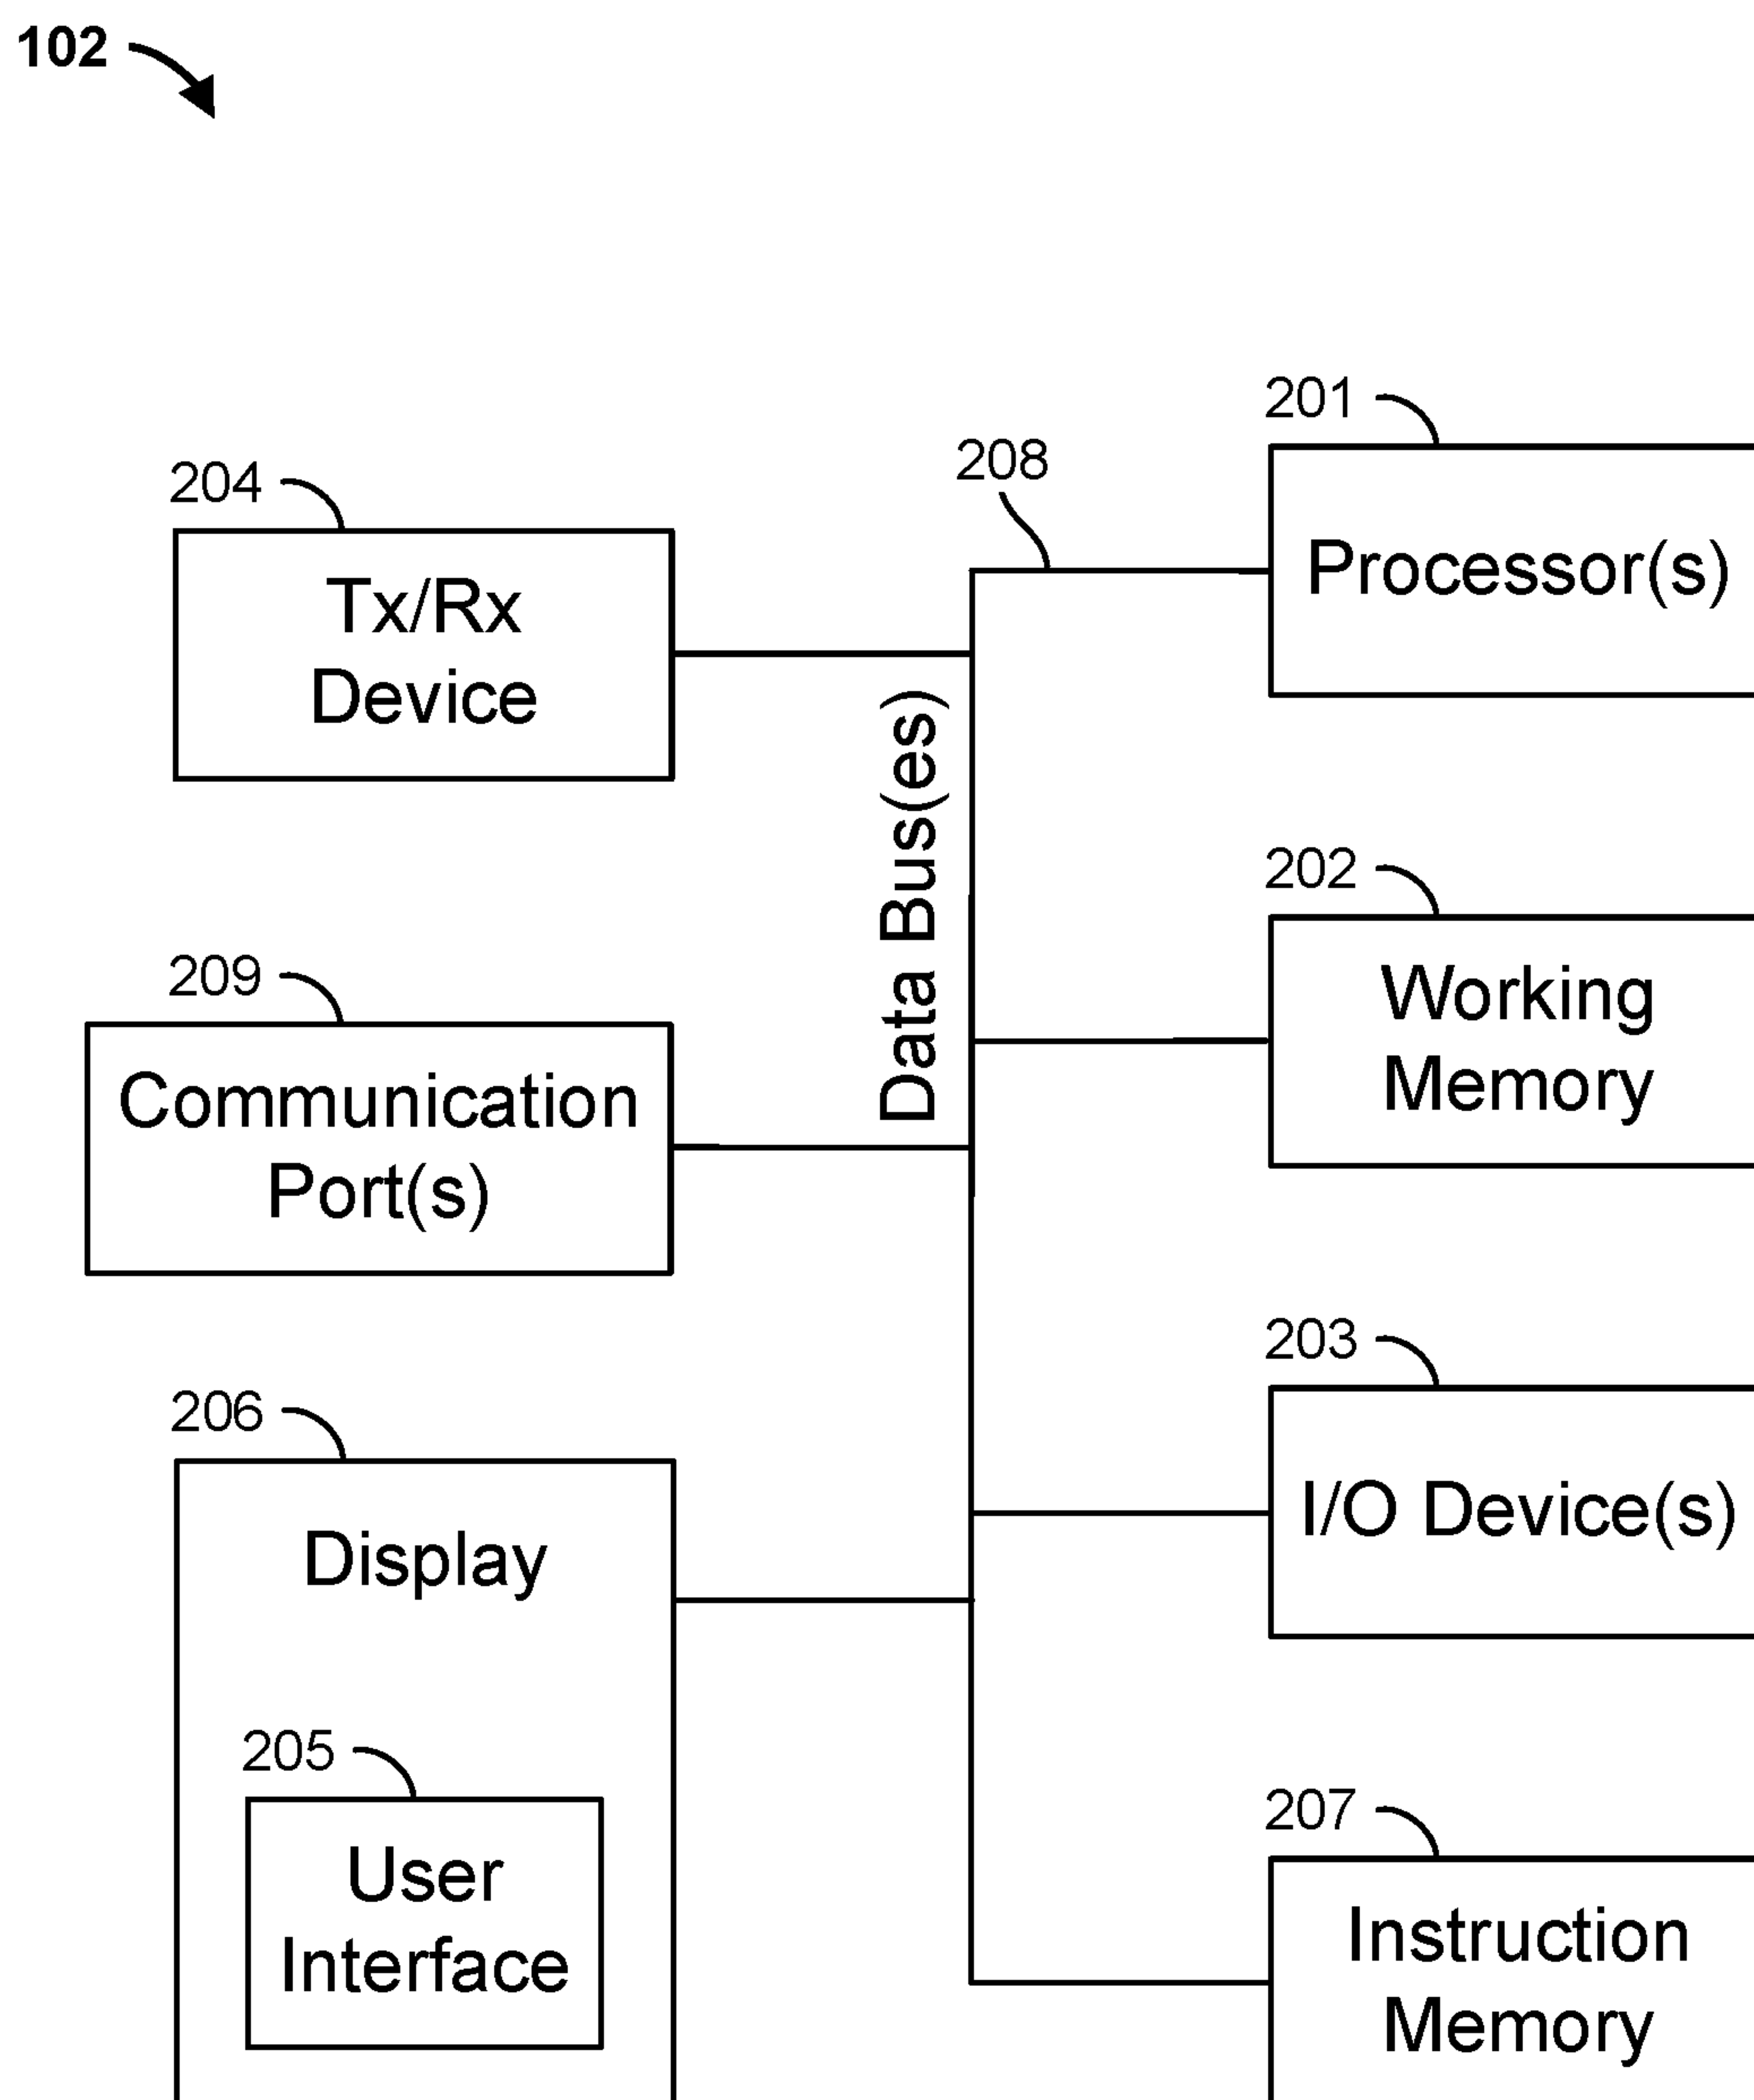 102
201
208
204
Processor(s)
Tx/Rx
Device
Data Bus(es)
202
209
Working
Memory
Communication
Port(s)
203
206
I/O Device(s)
Display
205
207
User
Interface
Instruction
Memory